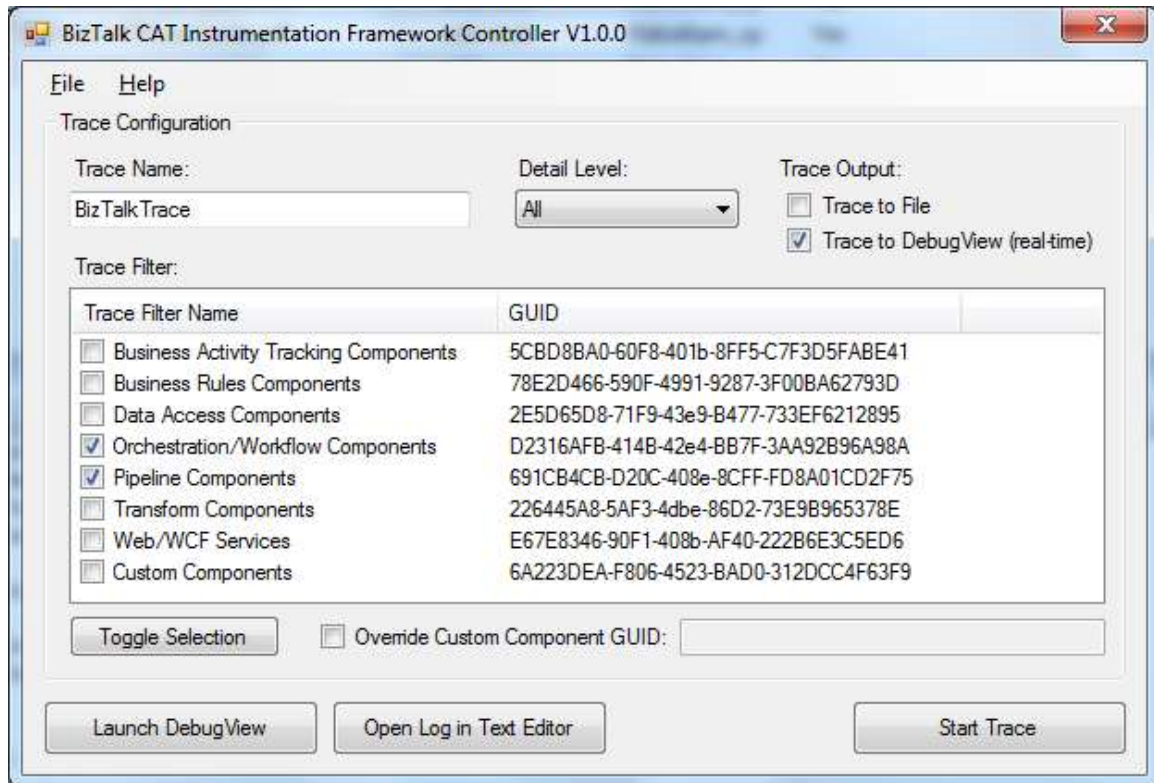 BizTalk CAT Instrumentation Framework Controller V1.0.0
File Help
Trace Configuration
Trace Name: Detail Level: Trace Output:
BizTalkTrace All Trace to File
Trace to DebugView (real-time)
Trace Filter:
Trace Filter Name GUID
Business Activity Tracking Components 5CBD8BA0-60F8-401b-8FF5-C7F3D5FABE41
Business Rules Components 78E2D466-590F-4991-9287-3F00BA62793D
Data Access Components 2E5D65D8-71F9-43e9-B477-733EF6212895
Orchestration/Workflow Components D2316AFB-414B-42e4-BB7F-3AA92B96A98A
Pipeline Components 691CB4CB-D20C-408e-8CFF-FD8A01CD2F75
Transform Components 226445A8-5AF3-4dbe-86D2-73E9B965378E
Web/WCF Services E67E8346-90F1-408b-AF40-222B6E3C5ED6
Custom Components 6A223DEA-F806-4523-BAD0-312DCC4F63F9
Toggle Selection Override Custom Component GUID:
Launch DebugView Open Log in Text Editor Start Trace